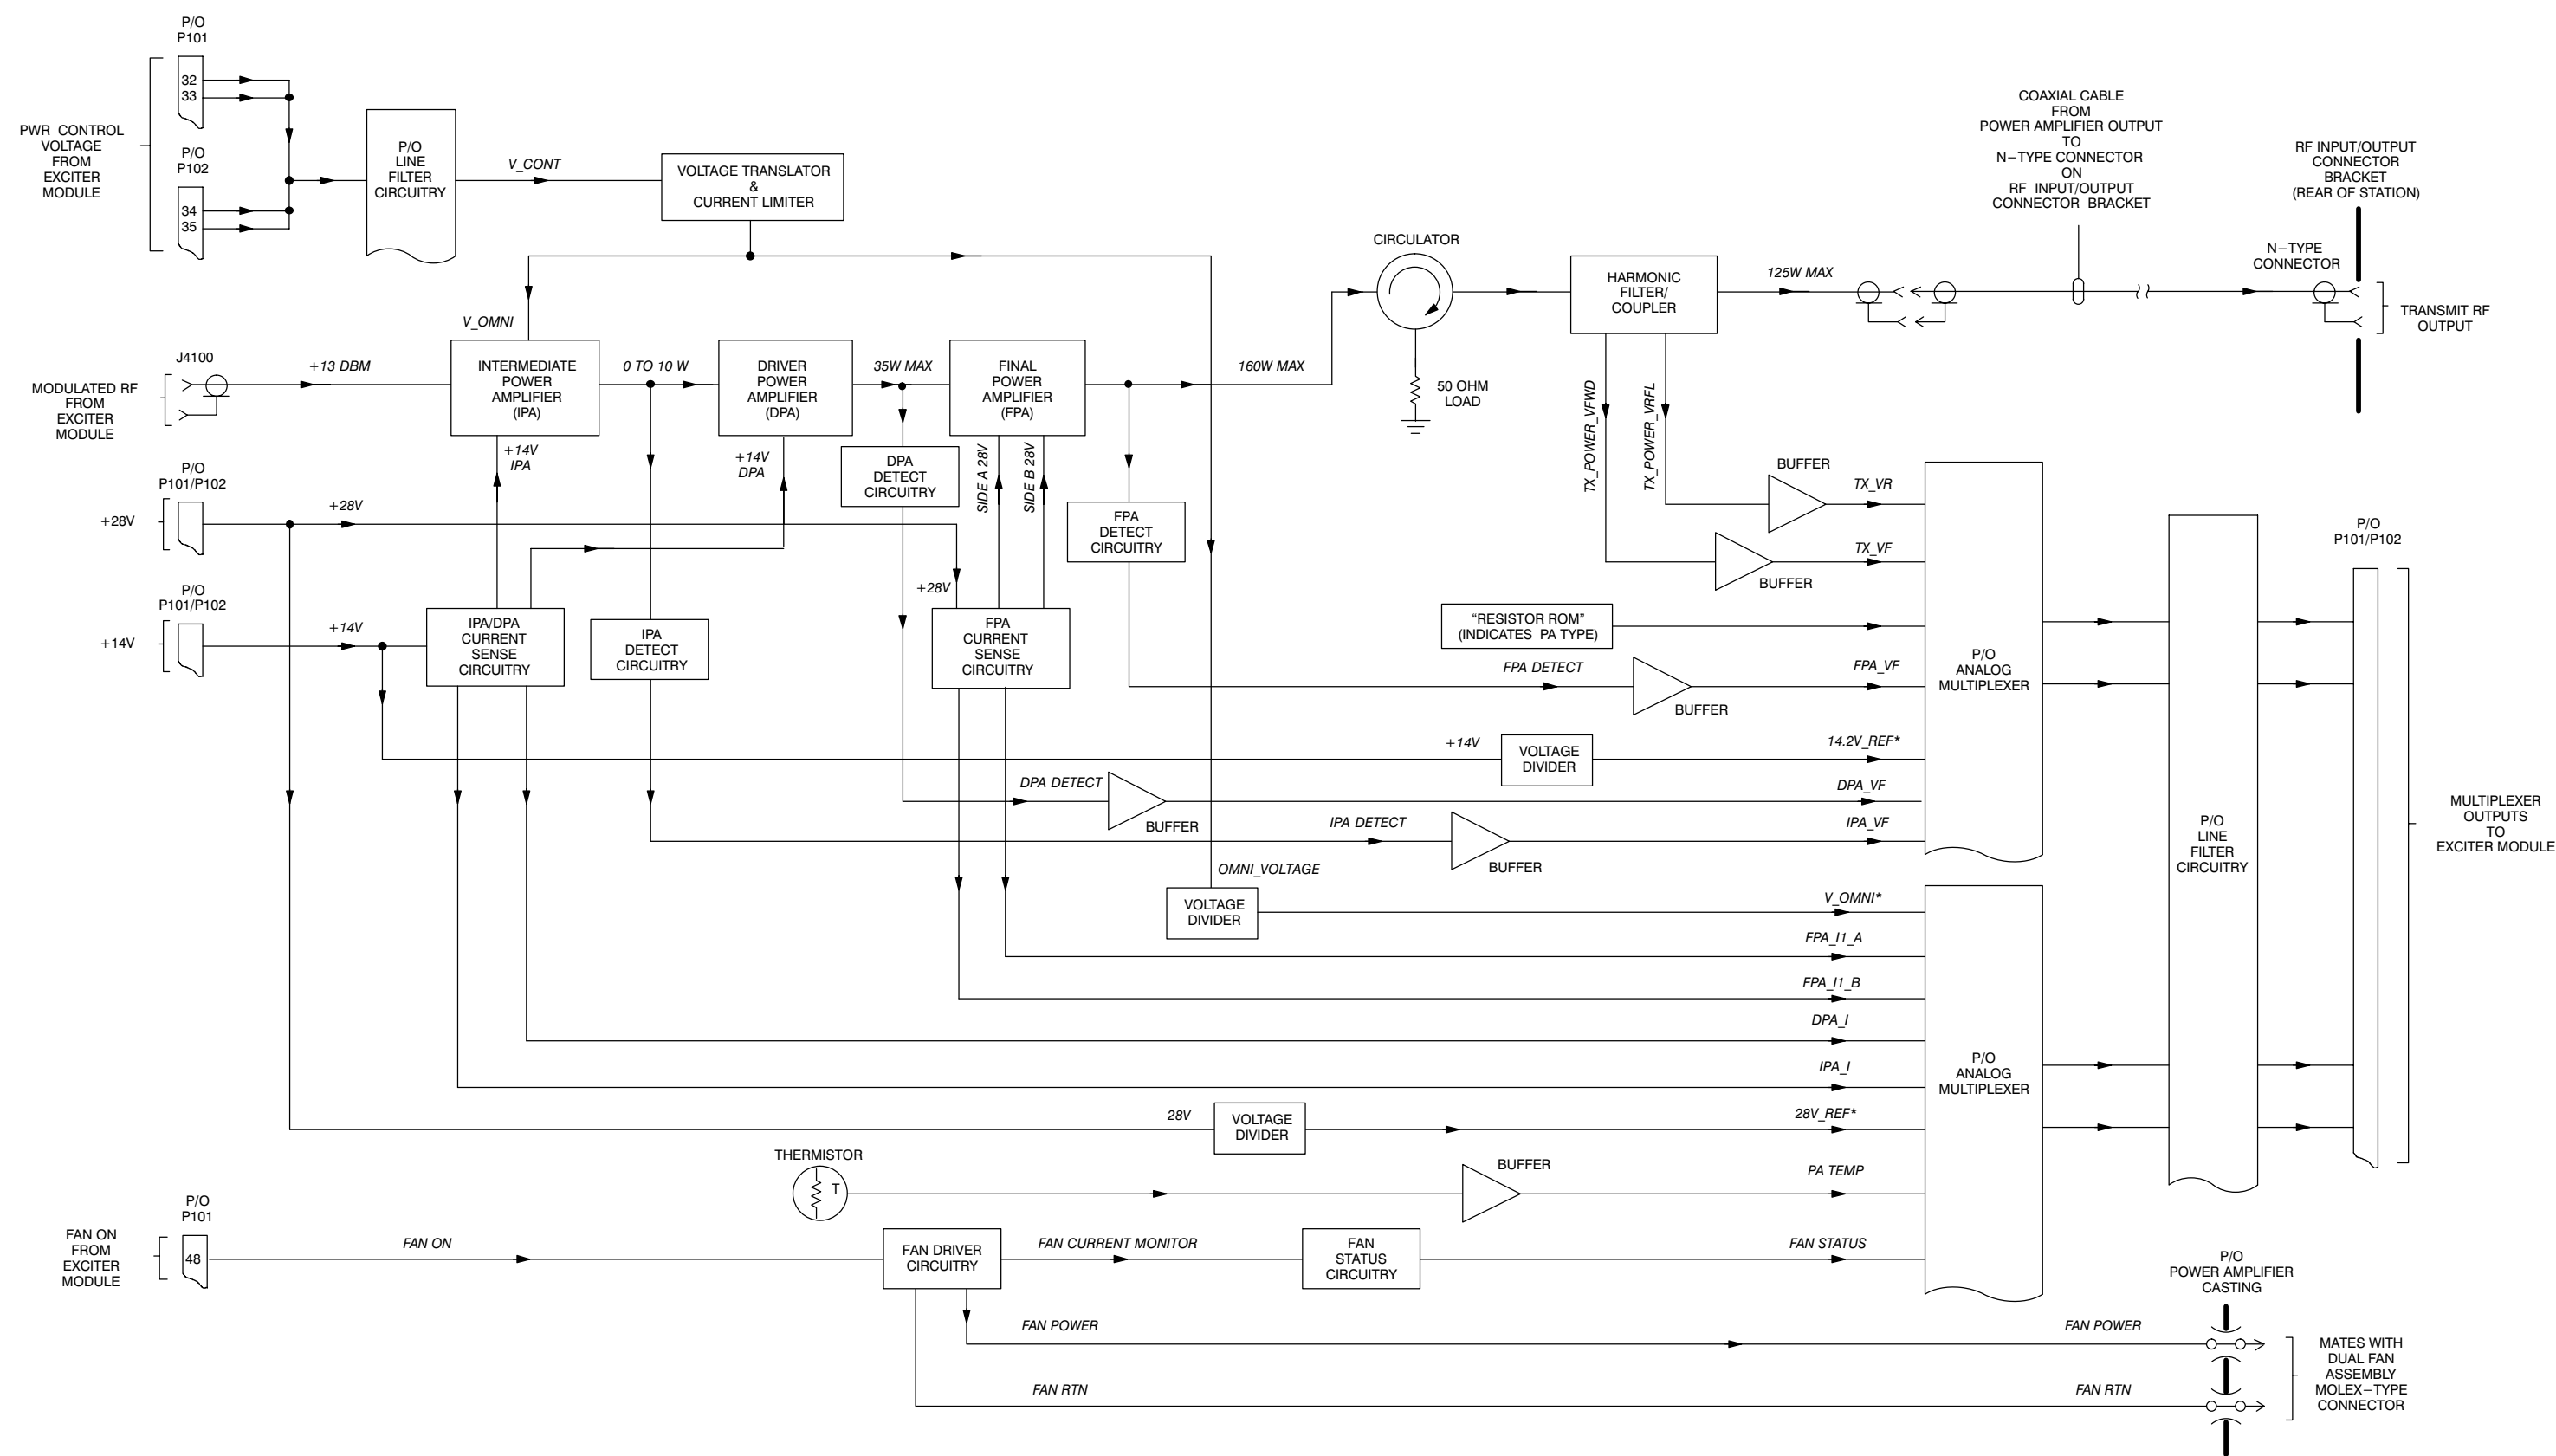 P/O
P101
32
33
PWR CONTROL
VOLTAGE
FROM
EXCITER
MODULE
P/O
P102
34
35
P/O
LINE
FILTER
CIRCUITRY
V_CONT
VOLTAGE TRANSLATOR
&
CURRENT LIMITER
COAXIAL CABLE
FROM
POWER AMPLIFIER OUTPUT
TO
N–TYPE CONNECTOR
ON
RF INPUT/OUTPUT
CONNECTOR BRACKET
RF INPUT/OUTPUT
CONNECTOR
BRACKET
(REAR OF STATION)
N–TYPE
CONNECTOR
TRANSMIT RF
OUTPUT
CIRCULATOR
50 OHM
LOAD
HARMONIC
FILTER/
COUPLER
125W MAX
V_OMNI
J4100
MODULATED RF
FROM
EXCITER
MODULE
+13 DBM
INTERMEDIATE
POWER
AMPLIFIER
(IPA)
0 TO 10 W
DRIVER
POWER
AMPLIFIER
(DPA)
35W MAX
FINAL
POWER
AMPLIFIER
(FPA)
160W MAX
TX_POWER_VFWD
TX_POWER_VRFL
+14V
IPA
+14V
DPA
DPA
DETECT
CIRCUITRY
SIDE A 28V
SIDE B 28V
FPA
DETECT
CIRCUITRY
BUFFER
TX_VR
TX_VF
BUFFER
P/O
P101/P102
+28V
+28V
+28V
P/O
P101/P102
+14V
+14V
IPA/DPA
CURRENT
SENSE
CIRCUITRY
IPA
DETECT
CIRCUITRY
FPA
CURRENT
SENSE
CIRCUITRY
“RESISTOR ROM”
(INDICATES PA TYPE)
FPA DETECT
BUFFER
FPA_VF
P/O
ANALOG
MULTIPLEXER
+14V
VOLTAGE
DIVIDER
14.2V_REF*
DPA DETECT
BUFFER
DPA_VF
IPA DETECT
BUFFER
IPA_VF
P/O
LINE
FILTER
CIRCUITRY
P/O
P101/P102
MULTIPLEXER
OUTPUTS
TO
EXCITER MODULE
OMNI_VOLTAGE
VOLTAGE
DIVIDER
V_OMNI*
FPA_I1_A
FPA_I1_B
DPA_I
IPA_I
P/O
ANALOG
MULTIPLEXER
28V
VOLTAGE
DIVIDER
28V_REF*
THERMISTOR
T
BUFFER
PA TEMP
P/O
P101
48
FAN ON
FROM
EXCITER
MODULE
FAN ON
FAN DRIVER
CIRCUITRY
FAN CURRENT MONITOR
FAN
STATUS
CIRCUITRY
FAN STATUS
P/O
POWER AMPLIFIER
CASTING
FAN POWER
FAN POWER
FAN RTN
FAN RTN
MATES WITH
DUAL FAN
ASSEMBLY
MOLEX–TYPE
CONNECTOR